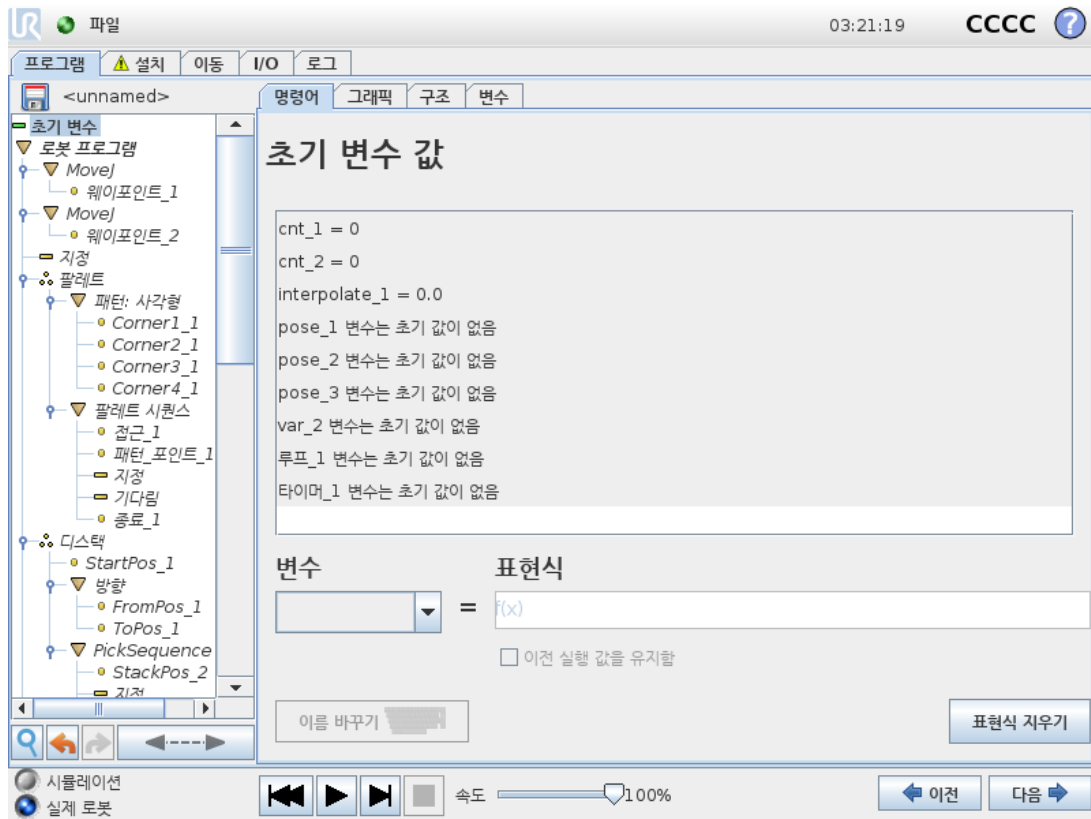 UR 파일 03:21:19 CCCC ?
프로그램 설치 이동 I/O 로그
<unnamed>
명령어 그래픽 구조 변수
초기 변수
로봇 프로그램
MoveJ
웨이포인트_1
MoveJ
웨이포인트_2
지정
팔레트
패턴: 사각형
Corner1_1
Corner2_1
Corner3_1
Corner4_1
팔레트 시퀀스
접근_1
패턴_포인트_1
지정
기다림
종료_1
디스택
StartPos_1
방향
FromPos_1
ToPos_1
PickSequence
StackPos_2
지정
초기 변수 값
cnt_1 = 0
cnt_2 = 0
interpolate_1 = 0.0
pose_1 변수는 초기 값이 없음
pose_2 변수는 초기 값이 없음
pose_3 변수는 초기 값이 없음
var_2 변수는 초기 값이 없음
루프_1 변수는 초기 값이 없음
타이머_1 변수는 초기 값이 없음
변수 표현식
= f(x)
이전 실행 값을 유지함
이름 바꾸기
표현식 지우기
시뮬레이션
실제 로봇
속도 100%
이전 다음